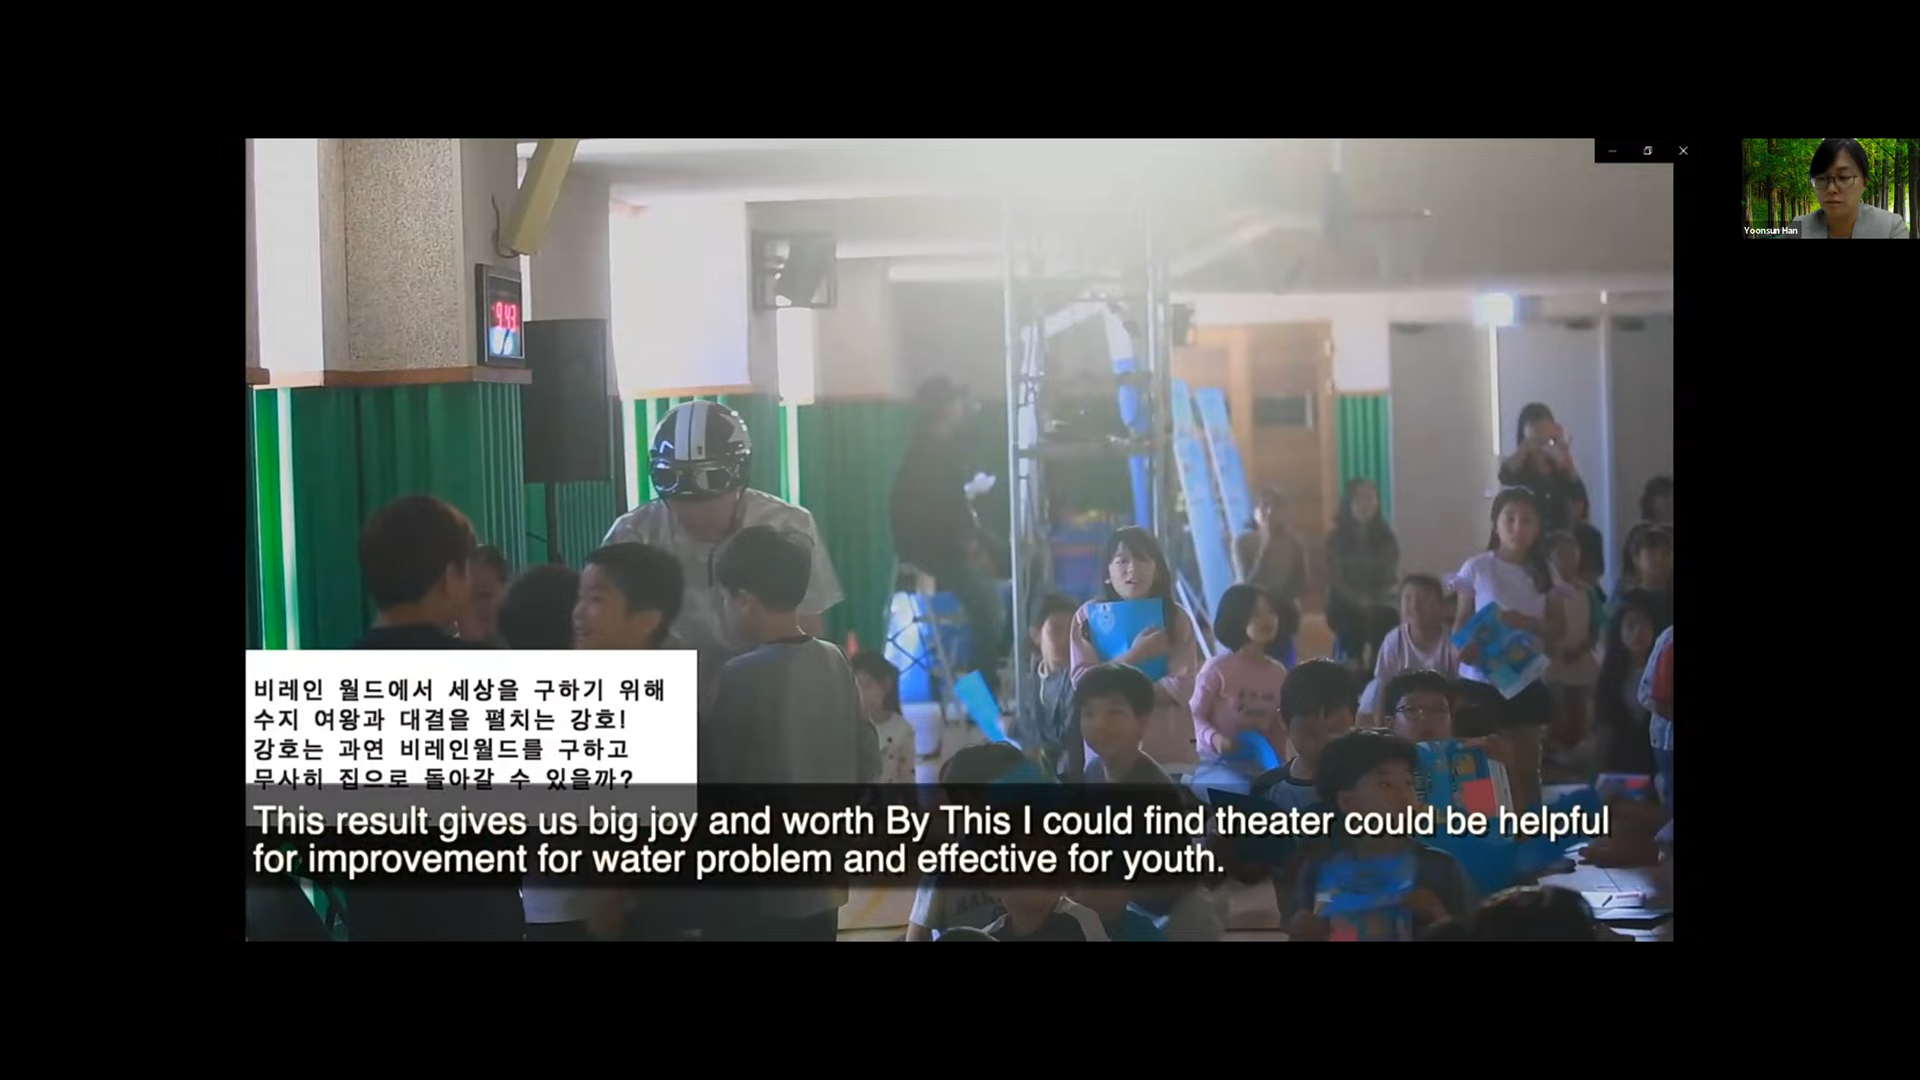 9:43
Yoonsun Han
비레인 월드에서 세상을 구하기 위해
수지 여왕과 대결을 펼치는 강호!
강호는 과연 비레인월드를 구하고
무사히 집으로 돌아갈 수 있을까?
This result gives us big joy and worth By This I could find theater could be helpful
for improvement for water problem and effective for youth.